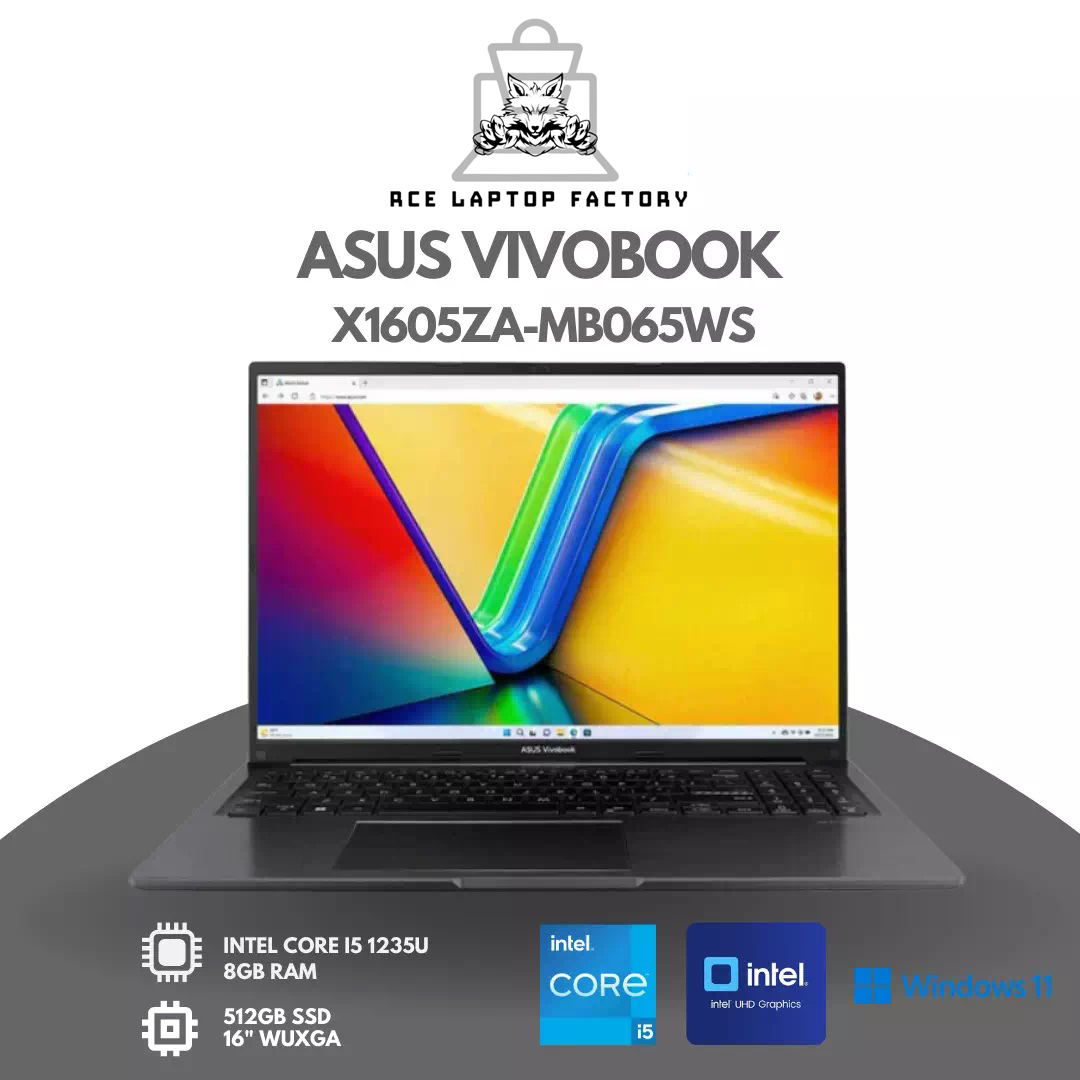 RCE LAPTOP FACTORY
ASUS VIVOBOOK
X1605ZA-MB065WS
ASUS Vivobook
INTEL CORE I5 1235U
8GB RAM
512GB SSD
16" WUXGA
intel.
CORE
i5
intel.
intel UHD Graphics
Windows 11